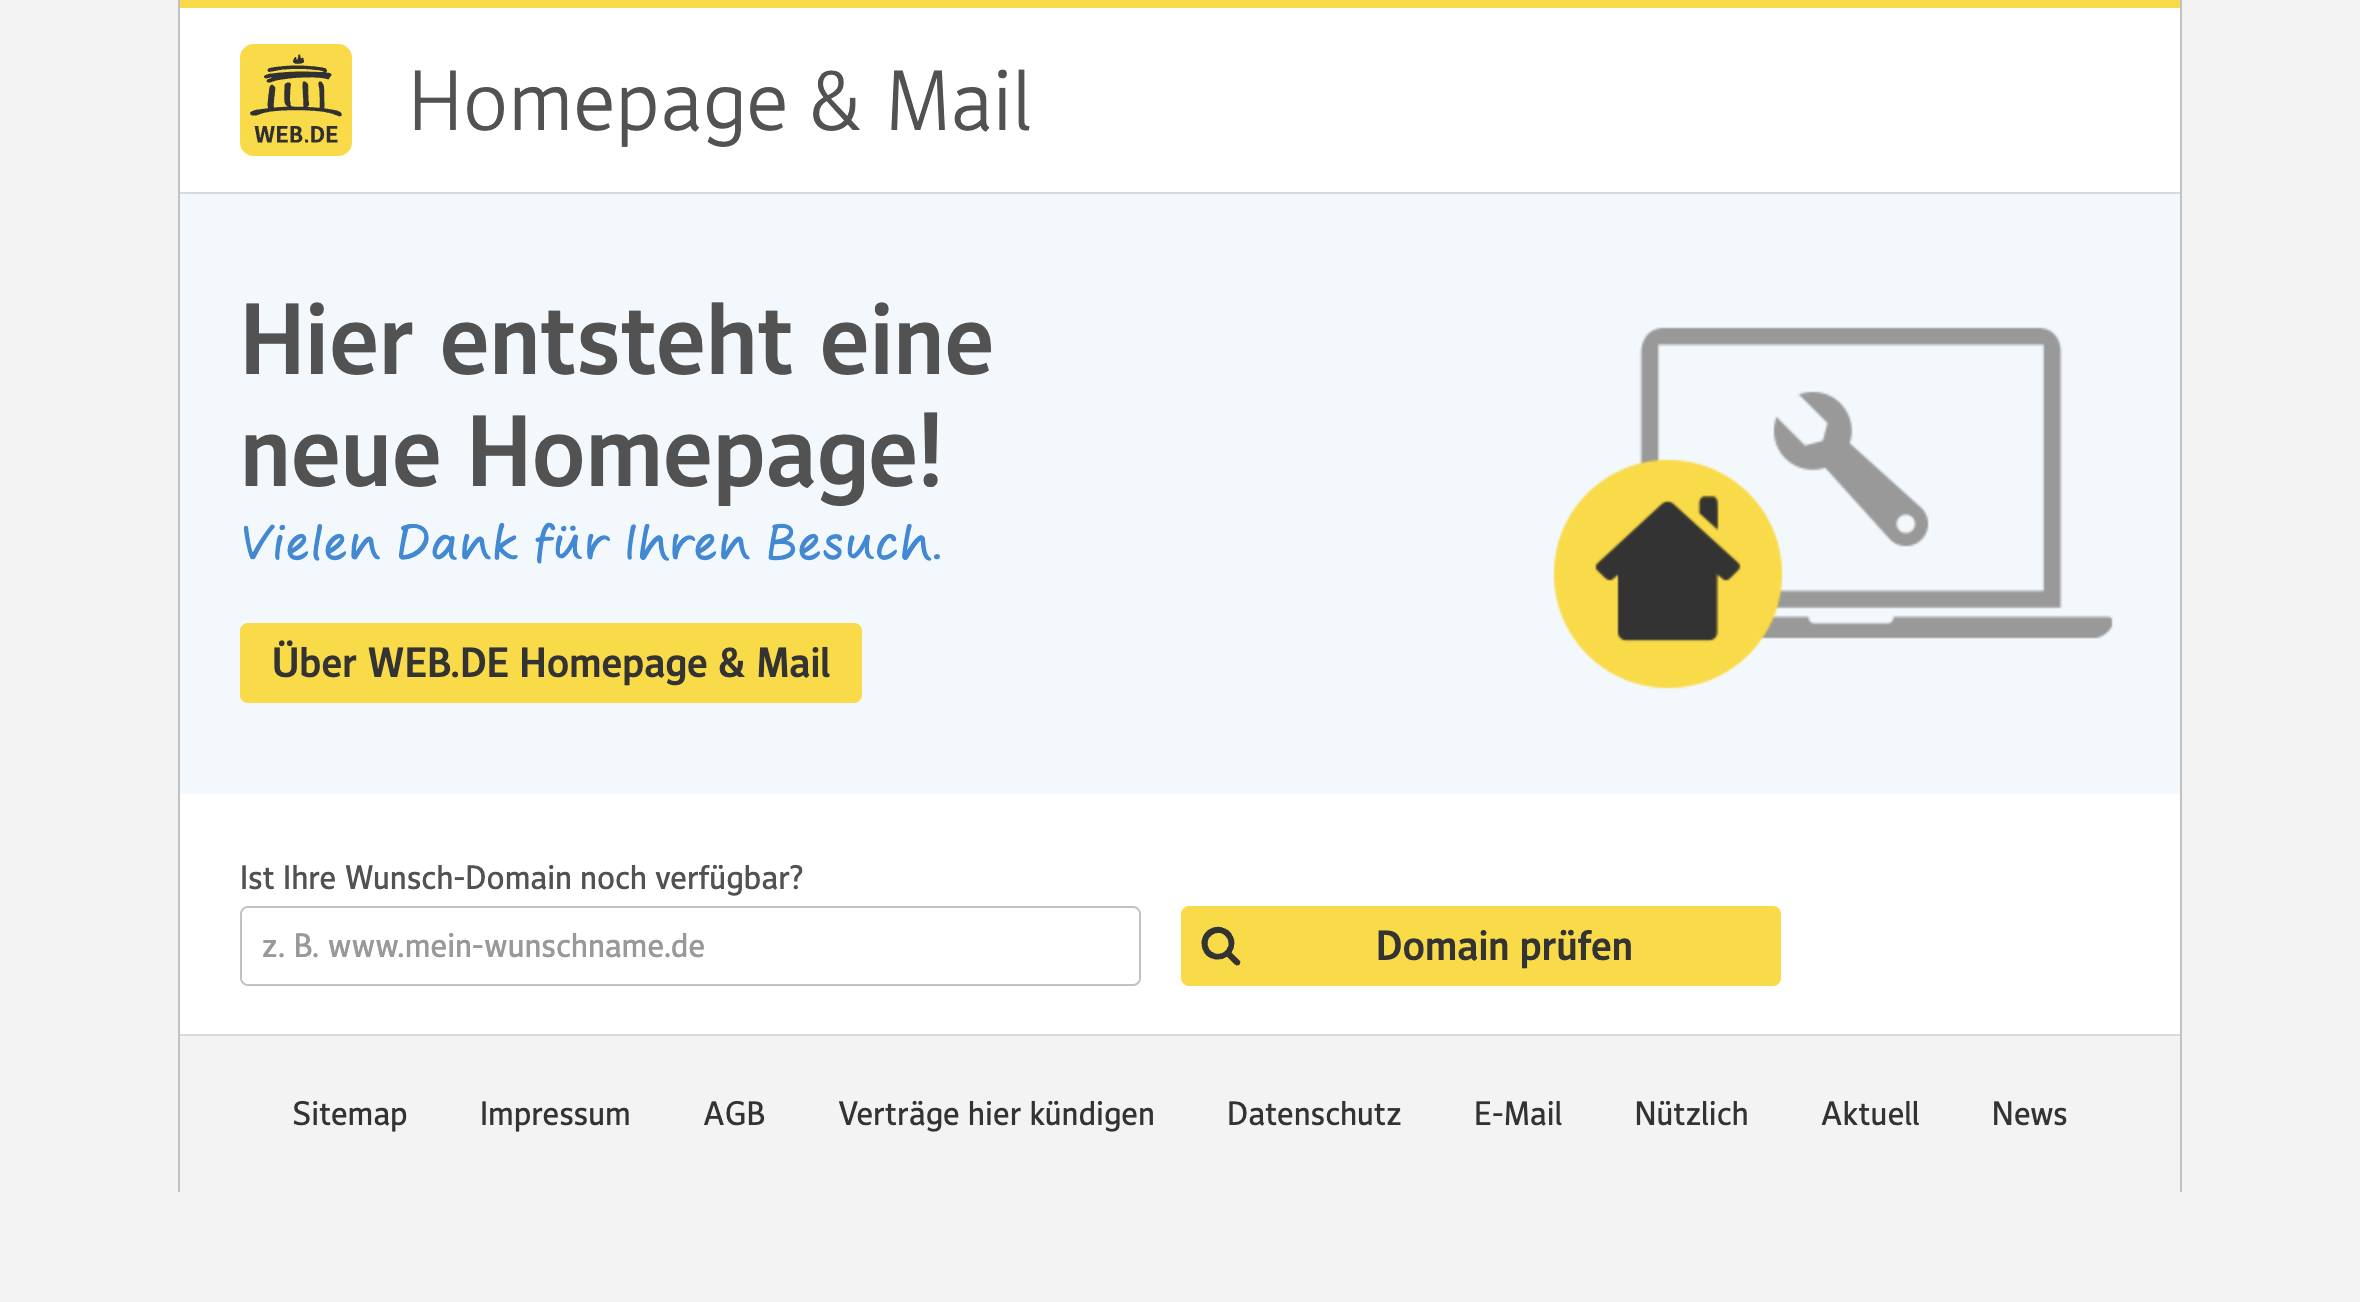 WEB.DE
Homepage & Mail
Hier entsteht eine
neue Homepage!
Vielen Dank für Ihren Besuch.
Über WEB.DE Homepage & Mail
Ist Ihre Wunsch-Domain noch verfügbar?
z. B. www.mein-wunschname.de
Domain prüfen
Sitemap Impressum AGB Verträge hier kündigen Datenschutz E-Mail Nützlich Aktuell News